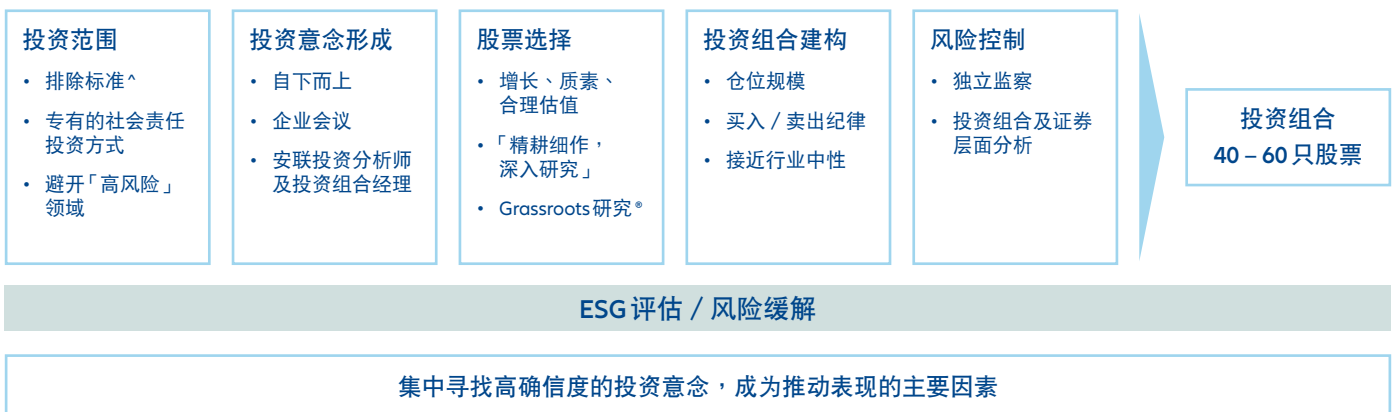 投资范围
• 排除标准^
• 专有的社会责任
投资方式
• 避开「高风险」
领域
投资意念形成
• 自下而上
• 企业会议
• 安联投资分析师
及投资组合经理
股票选择
• 增长、质素、
合理估值
•「精耕细作，
深入研究」
• Grassroots研究®
投资组合建构
• 仓位规模
• 买入／卖出纪律
• 接近行业中性
风险控制
• 独立监察
• 投资组合及证券
层面分析
投资组合
40 – 60只股票
ESG评估／风险缓解
集中寻找高确信度的投资意念，成为推动表现的主要因素